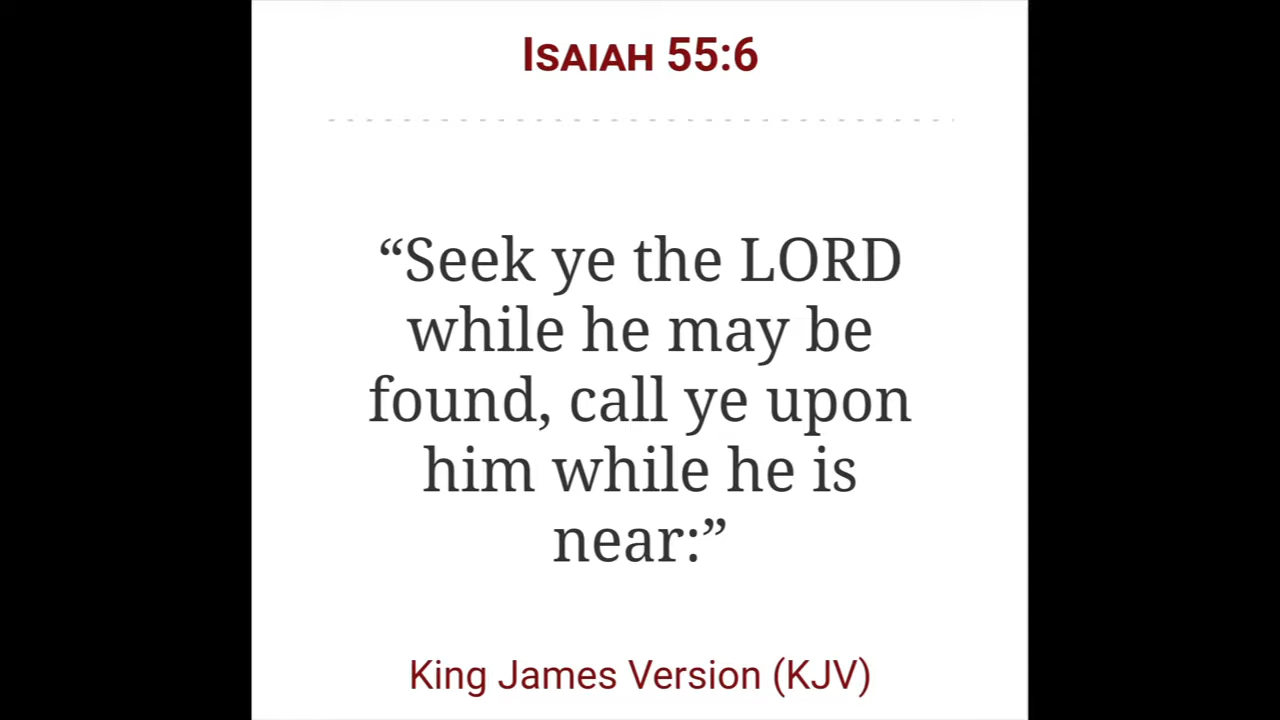 Isaiah 55:6
“Seek ye the LORD
while he may be
found, call ye upon
him while he is
near:”
King James Version (KJV)